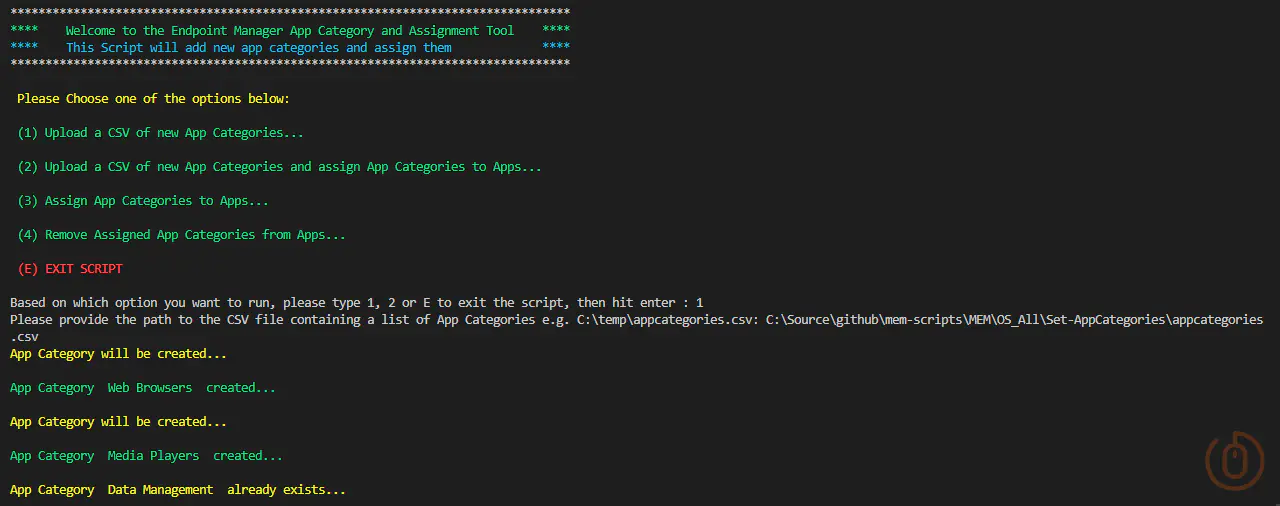 ********************************************************************************
****    Welcome to the Endpoint Manager App Category and Assignment Tool    ****
****    This Script will add new app categories and assign them             ****
********************************************************************************
Please Choose one of the options below:
(1) Upload a CSV of new App Categories...
(2) Upload a CSV of new App Categories and assign App Categories to Apps...
(3) Assign App Categories to Apps...
(4) Remove Assigned App Categories from Apps...
(E) EXIT SCRIPT
Based on which option you want to run, please type 1, 2 or E to exit the script, then hit enter : 1
Please provide the path to the CSV file containing a list of App Categories e.g. C:\temp\appcategories.csv: C:\Source\github\mem-scripts\MEM\OS_All\Set-AppCategories\appcategories
.csv
App Category will be created...
App Category  Web Browsers  created...
App Category will be created...
App Category  Media Players  created...
App Category  Data Management  already exists...